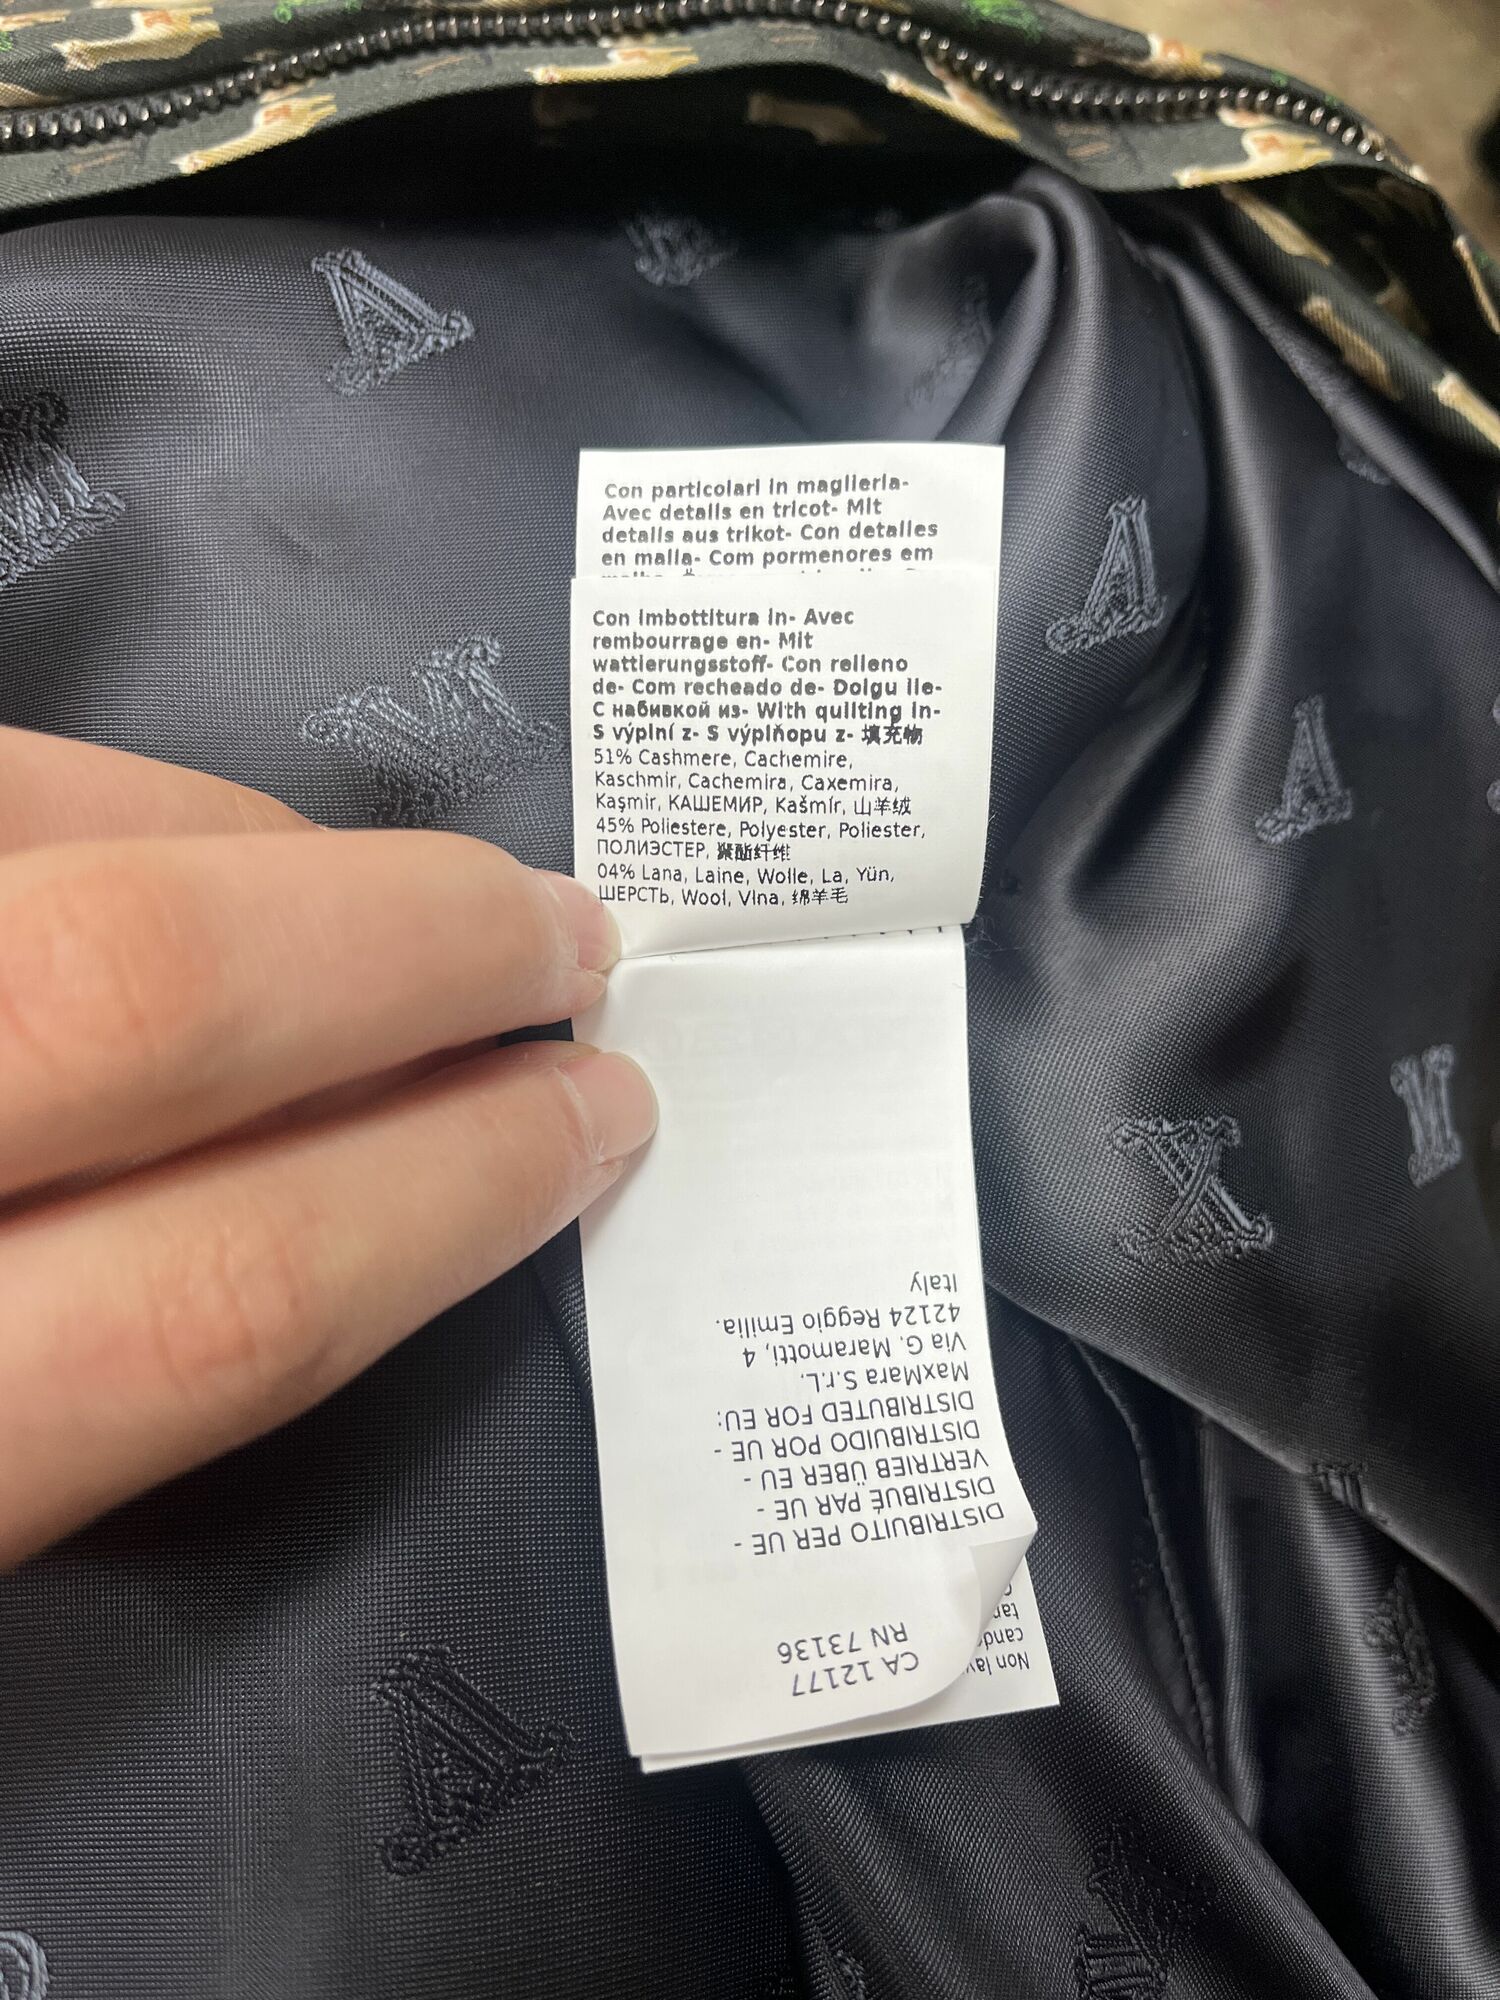 Con particolari in maglieria-
Avec details en tricot- Mit
details aus trikot- Con detalles
en malla- Com pormenores em
Con imbottitura in- Avec
rembourrage en- Mit
wattierungsstoff- Con relleno
de- Com recheado de- Dolgu ile-
С набивкой из- With quilting in-
S výplní z- S výplňopu z- 填充物
51% Cashmere, Cachemire,
Kaschmir, Cachemira, Caxemira,
Kaşmir, КАШЕМИР, Kašmír, 山羊绒
45% Poliestere, Polyester, Poliester,
ПОЛИЭСТЕР, 聚酯纤维
04% Lana, Laine, Wolle, La, Yün,
ШЕРСТЬ, Wool, Vlna, 绵羊毛
CA 12177
RN 73136
DISTRIBUITO PER UE -
DISTRIBUÉ PAR UE -
VERTRIEB ÜBER EU -
DISTRIBUIDO POR UE -
DISTRIBUTED FOR EU:
MaxMara S.r.L.
Via G. Maramotti, 4
42124 Reggio Emilia.
Italy
Non